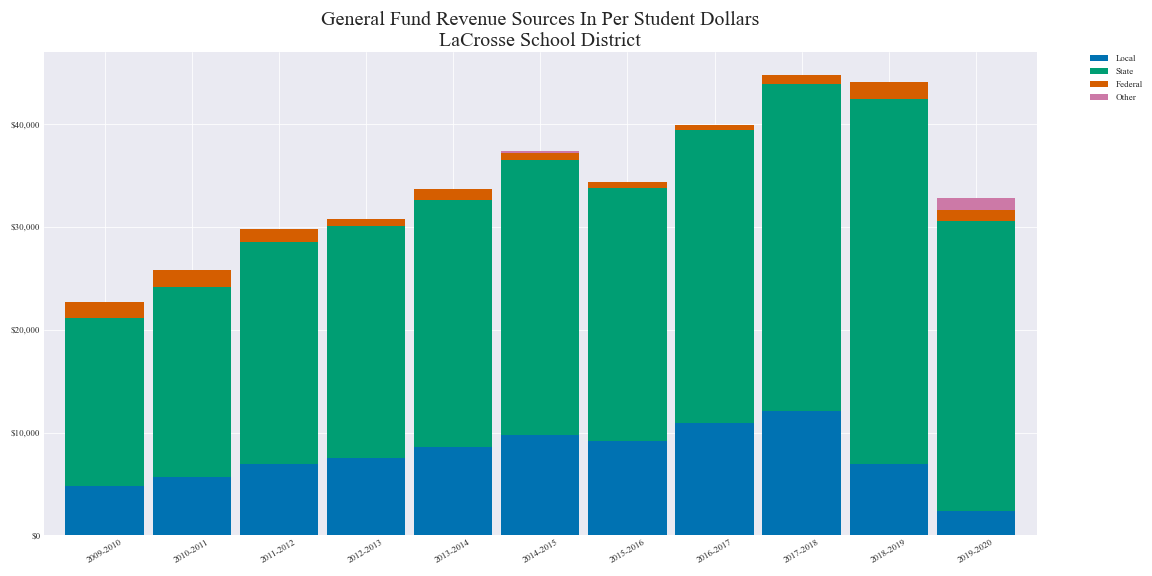 General Fund Revenue Sources In Per Student Dollars
LaCrosse School District
Local
State
Federal
Other
$40,000
$30,000
$20,000
$10,000
$0
2009-2010
2010-2011
2011-2012
2012-2013
2013-2014
2014-2015
2015-2016
2016-2017
2017-2018
2018-2019
2019-2020